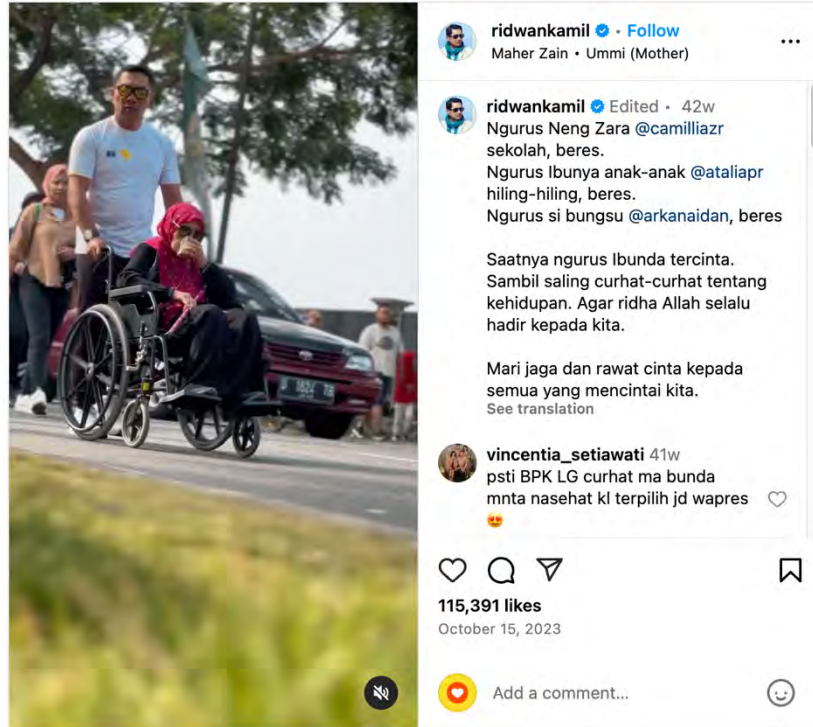 ridwankamil • Follow
Maher Zain • Ummi (Mother)
ridwankamil Edited • 42w
Ngurus Neng Zara @camilliazr
sekolah, beres.
Ngurus Ibunya anak-anak @ataliapr
hiling-hiling, beres.
Ngurus si bungsu @arkanaidan, beres
Saatnya ngurus Ibunda tercinta.
Sambil saling curhat-curhat tentang
kehidupan. Agar ridha Allah selalu
hadir kepada kita.
Mari jaga dan rawat cinta kepada
semua yang mencintai kita.
See translation
vincentia_setiawati 41w
psti BPK LG curhat ma bunda
mnta nasehat kl terpilih jd wapres
😍
115,391 likes
October 15, 2023
Add a comment...